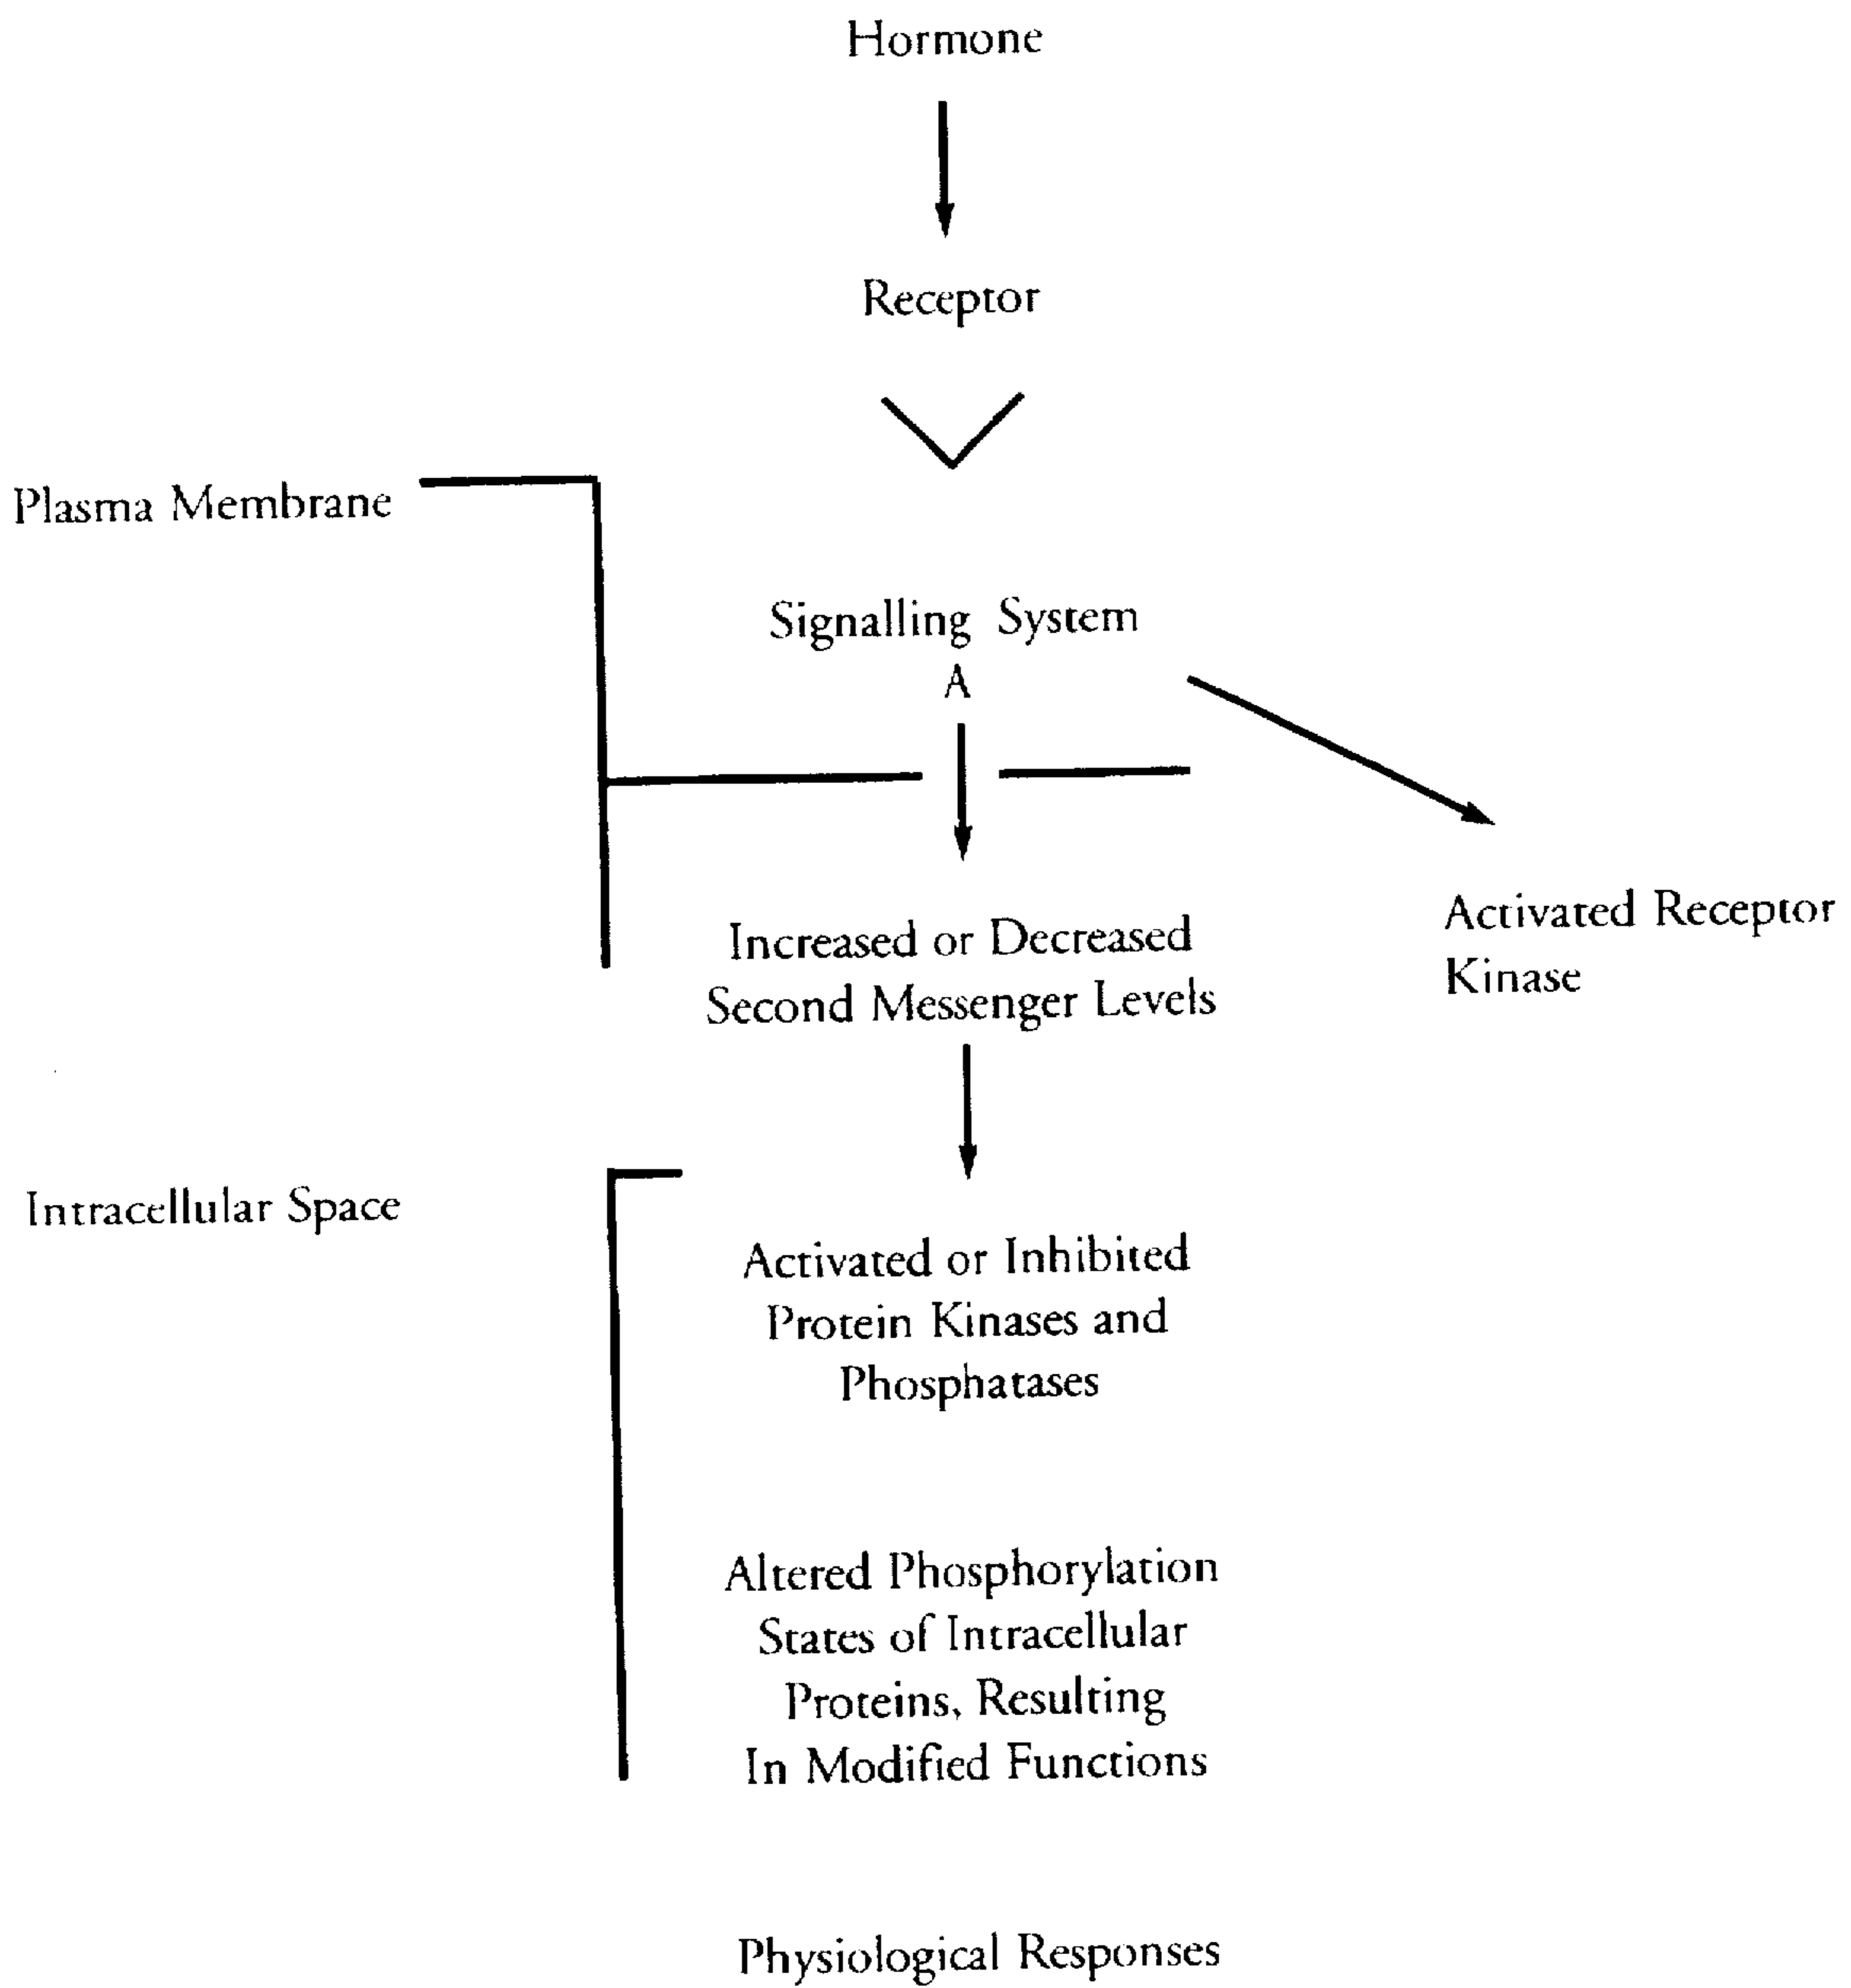 Hormone
Receptor
Plasma Membrane
Signalling System
A
Increased or Decreased
Second Messenger Levels
Activated Receptor
Kinase
Intracellular Space
Activated or Inhibited
Protein Kinases and
Phosphatases
Altered Phosphorylation
States of Intracellular
Proteins, Resulting
In Modified Functions
Physiological Responses